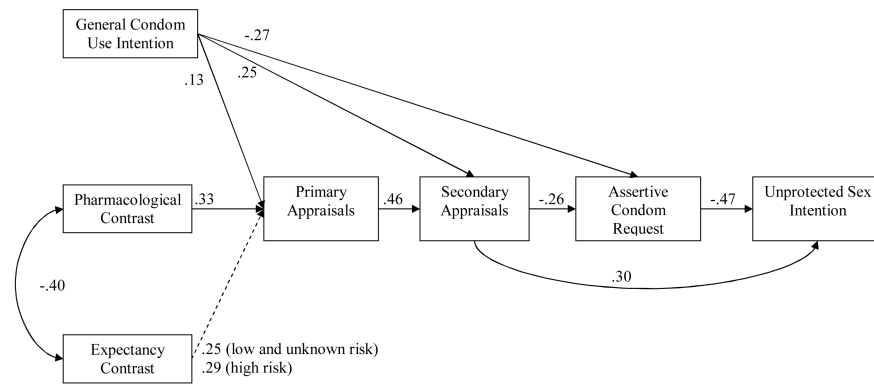 General Condom
Use Intention
-.27
.25
.13
Pharmacological
Contrast
.33
Primary
Appraisals
.46
Secondary
Appraisals
-.26
Assertive
Condom
Request
-.47
Unprotected Sex
Intention
.30
-.40
Expectancy
Contrast
.25 (low and unknown risk)
.29 (high risk)